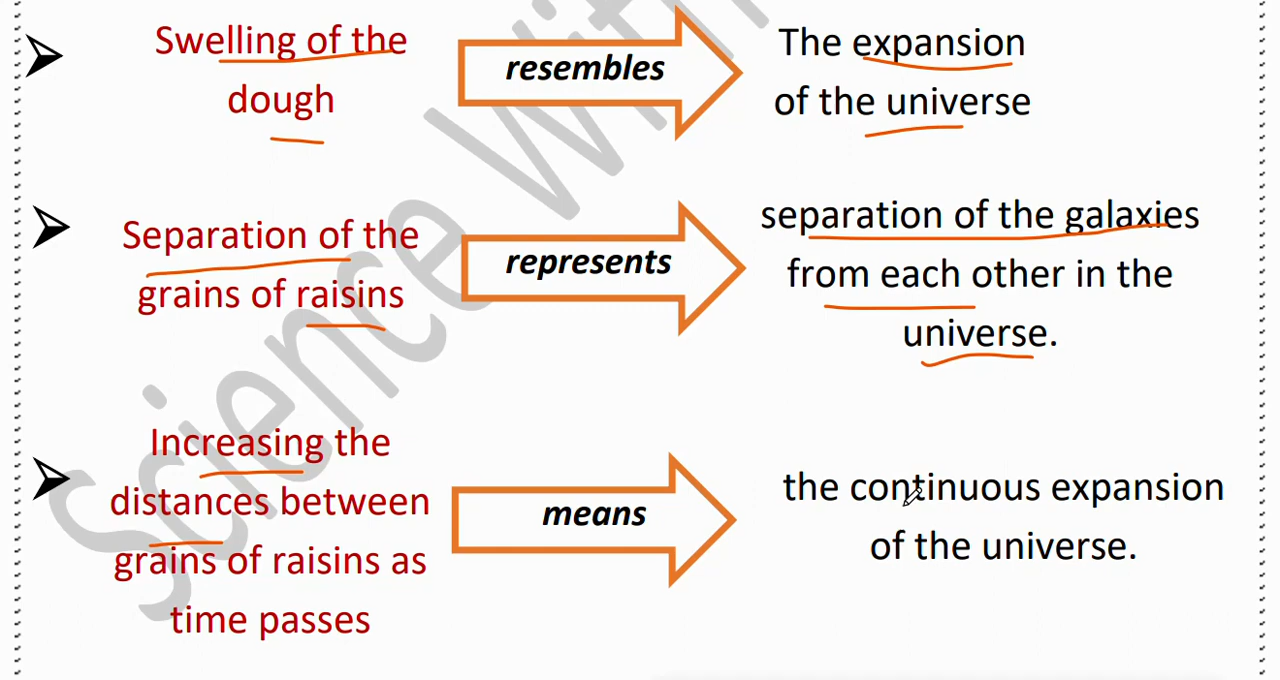 Swelling of the
dough
resembles
The expansion
of the universe
Separation of the
grains of raisins
represents
separation of the galaxies
from each other in the
universe.
Increasing the
distances between
grains of raisins as
time passes
means
the continuous expansion
of the universe.
Science With